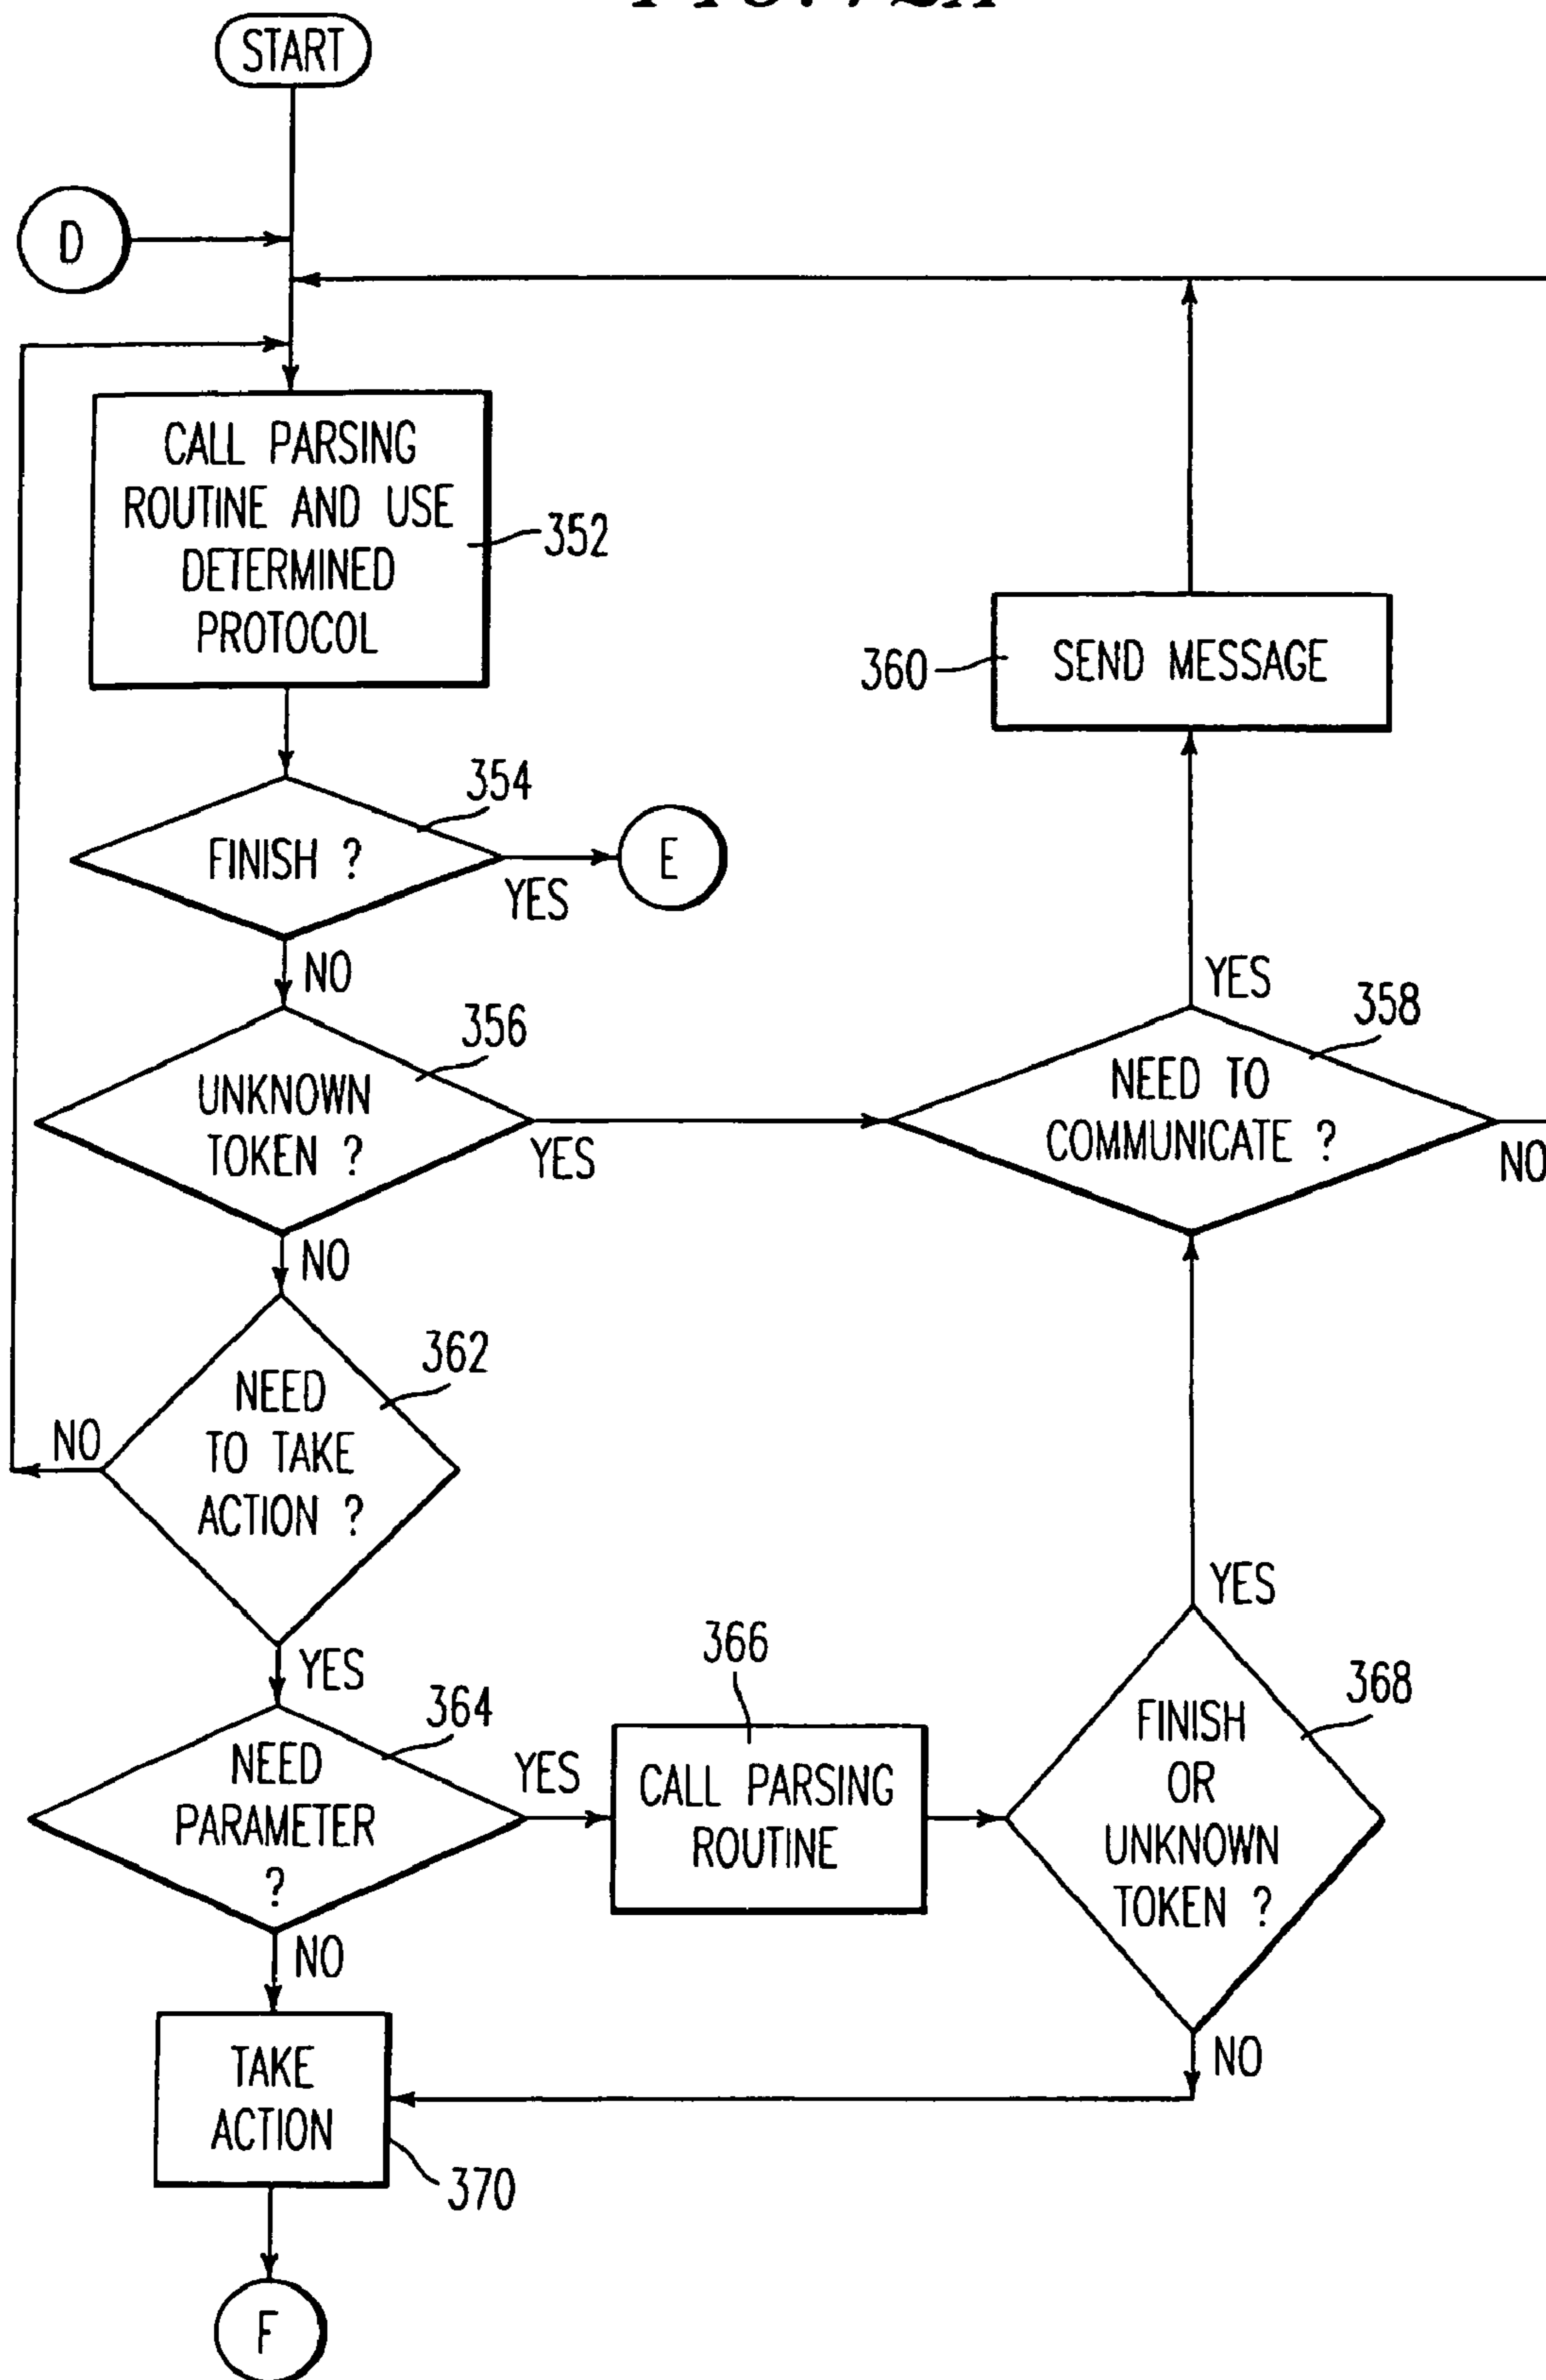 START
D
CALL PARSING
ROUTINE AND USE
DETERMINED
PROTOCOL
352
360
SEND MESSAGE
354
FINISH ?
YES
E
NO
356
UNKNOWN
TOKEN ?
YES
YES
358
NEED TO
COMMUNICATE ?
NO
NO
362
NEED
TO TAKE
ACTION ?
NO
YES
364
NEED
PARAMETER
?
YES
366
CALL PARSING
ROUTINE
YES
368
FINISH
OR
UNKNOWN
TOKEN ?
NO
NO
TAKE
ACTION
370
F